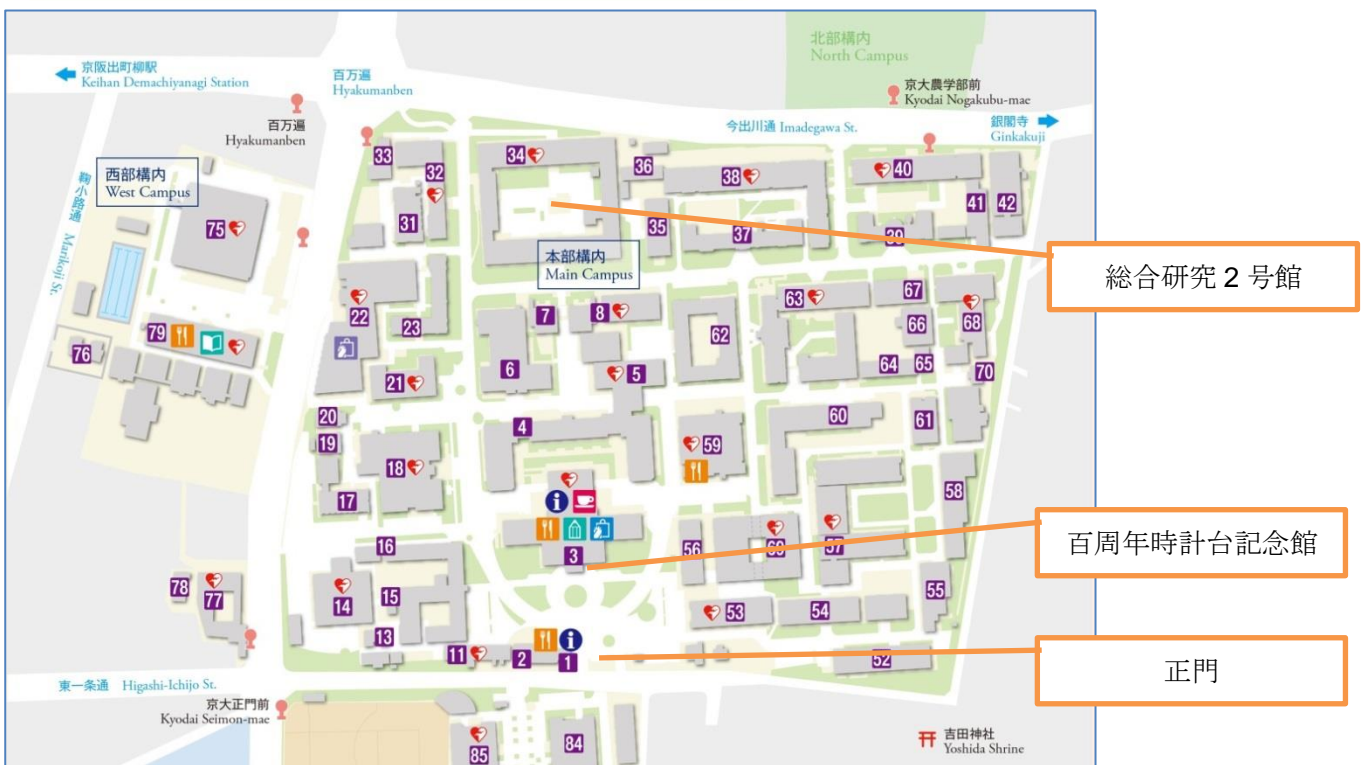 北部構内
North Campus
京阪出町柳駅
Keihan Demachiyanagi Station
百万遍
Hyakumanben
京大農学部前
Kyodai Nogakubu-mae
百万遍
Hyakumanben
今出川通 Imadegawa St.
銀閣寺
Ginkakuji
33
32
34
36
38
40
西部構内
West Campus
鞠小路通 Marikoji St.
75
31
35
37
39
41
42
本部構内
Main Campus
総合研究 2 号館
22
23
7
8
62
63
67
66
68
79
76
6
5
64
65
70
21
20
19
4
60
61
59
18
17
58
i
16
3
56
69
57
百周年時計台記念館
78
77
14
15
55
53
54
13
11
2
i
1
52
正門
東一条通 Higashi-Ichijo St.
京大正門前
Kyodai Seimon-mae
85
84
吉田神社
Yoshida Shrine